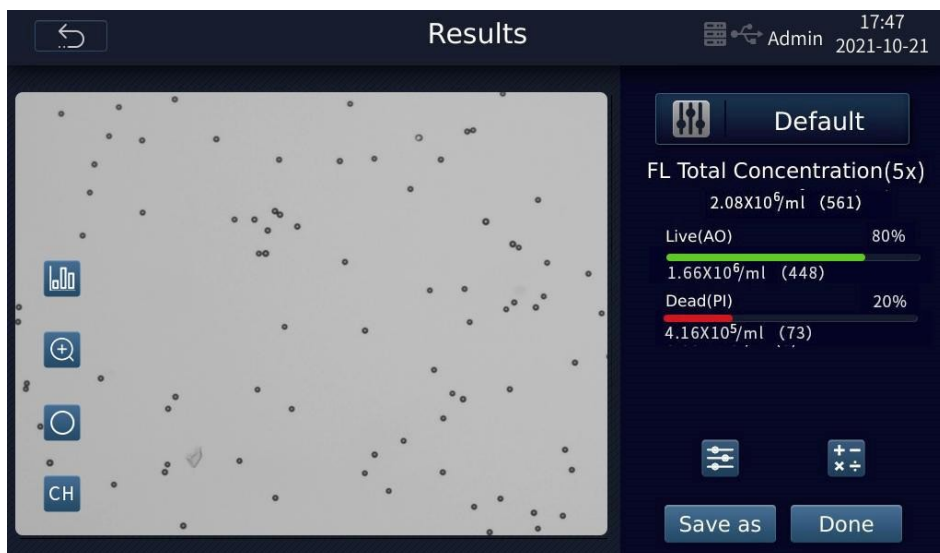 Results
Admin
17:47
2021-10-21
Default
FL Total Concentration(5x)
2.08X10⁶/ml (561)
Live(AO) 80%
1.66X10⁶/ml (448)
Dead(PI) 20%
4.16X10⁵/ml (73)
CH
Save as
Done